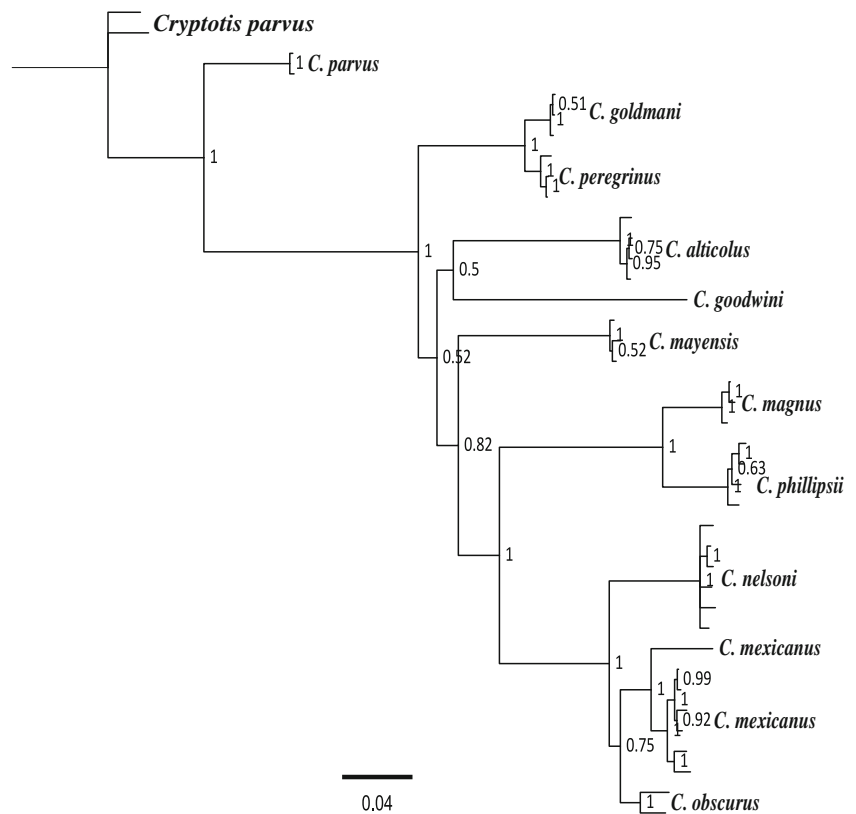 Cryptotis parvus
1 C. parvus
0.51
C. goldmani
1
1
1
1
C. peregrinus
1
1
1
0.75
C. alticolus
0.95
0.5
C. goodwini
1
0.52
C. mayensis
0.52
1
1
C. magnus
0.82
1
1
0.63
1
C. phillipsii
1
1
1
C. nelsoni
C. mexicanus
1
0.99
1
1
0.92
C. mexicanus
1
0.75
1
1
C. obscurus
0.04